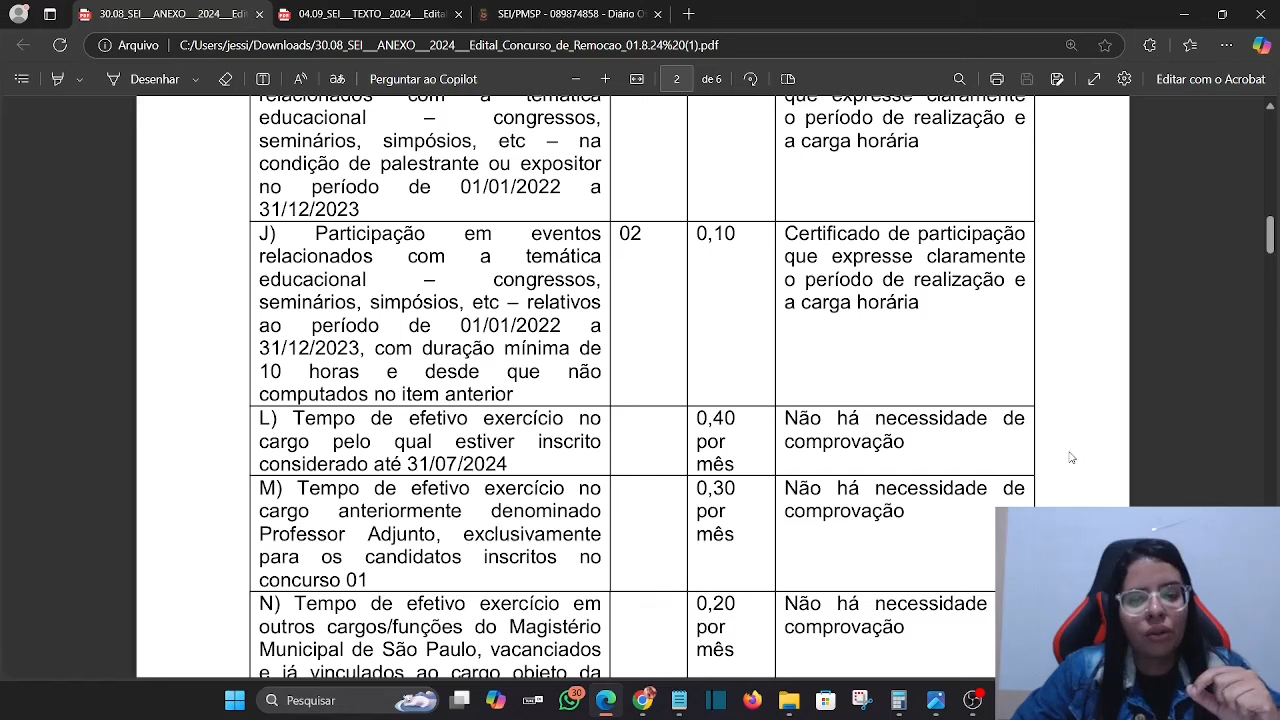 30.08_SEI__ANEXO__2024__Edit
04.09_SEI__TEXTO__2024__Edital
SEI/PMSP - 089874858 - Diário O
Arquivo
C:/Users/jessi/Downloads/30.08_SEI__ANEXO__2024__Edital_Concurso_de_Remocao_01.8.24%20(1).pdf
Desenhar
Perguntar ao Copilot
2 de 6
Editar com o Acrobat
relacionados com a temática
educacional – congressos,
seminários, simpósios, etc – na
condição de palestrante ou expositor
no período de 01/01/2022 a
31/12/2023
que expresse claramente
o período de realização e
a carga horária
J) Participação em eventos
relacionados com a temática
educacional – congressos,
seminários, simpósios, etc – relativos
ao período de 01/01/2022 a
31/12/2023, com duração mínima de
10 horas e desde que não
computados no item anterior
02
0,10
Certificado de participação
que expresse claramente
o período de realização e
a carga horária
L) Tempo de efetivo exercício no
cargo pelo qual estiver inscrito
considerado até 31/07/2024
0,40
por
mês
Não há necessidade de
comprovação
M) Tempo de efetivo exercício no
cargo anteriormente denominado
Professor Adjunto, exclusivamente
para os candidatos inscritos no
concurso 01
0,30
por
mês
Não há necessidade de
comprovação
N) Tempo de efetivo exercício em
outros cargos/funções do Magistério
Municipal de São Paulo, vacanciados
e já vinculados ao cargo objeto da
0,20
por
mês
Não há necessidade
comprovação
Pesquisar
30